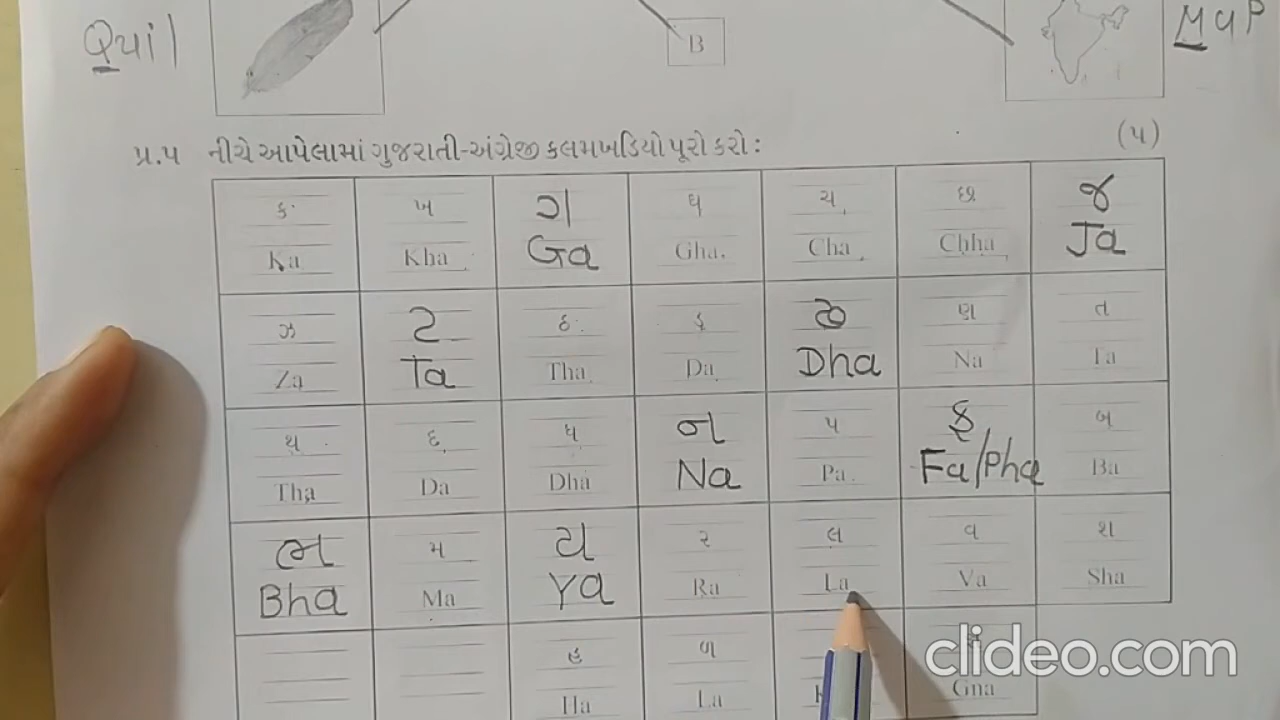 Quil
B
Map
પ્ર.૫ નીચે આપેલામાં ગુજરાતી-અંગ્રેજી કલમખડિયો પૂરો કરો : (૫)
ક ખ ગ ઘ ચ છ જ
Ka Kha Ga Gha Cha Chha Ja
ઝ ટ ઠ ડ ઢ ણ ત
Za Ta Tha Da Dha Na Ta
થ દ ધ ન પ ફ બ
Tha Da Dha Na Pa Fa/Pha Ba
ભ મ ય ર લ વ શ
Bha Ma Ya Ra La Va Sha
હ ળ
Ha La Gna
clideo.com